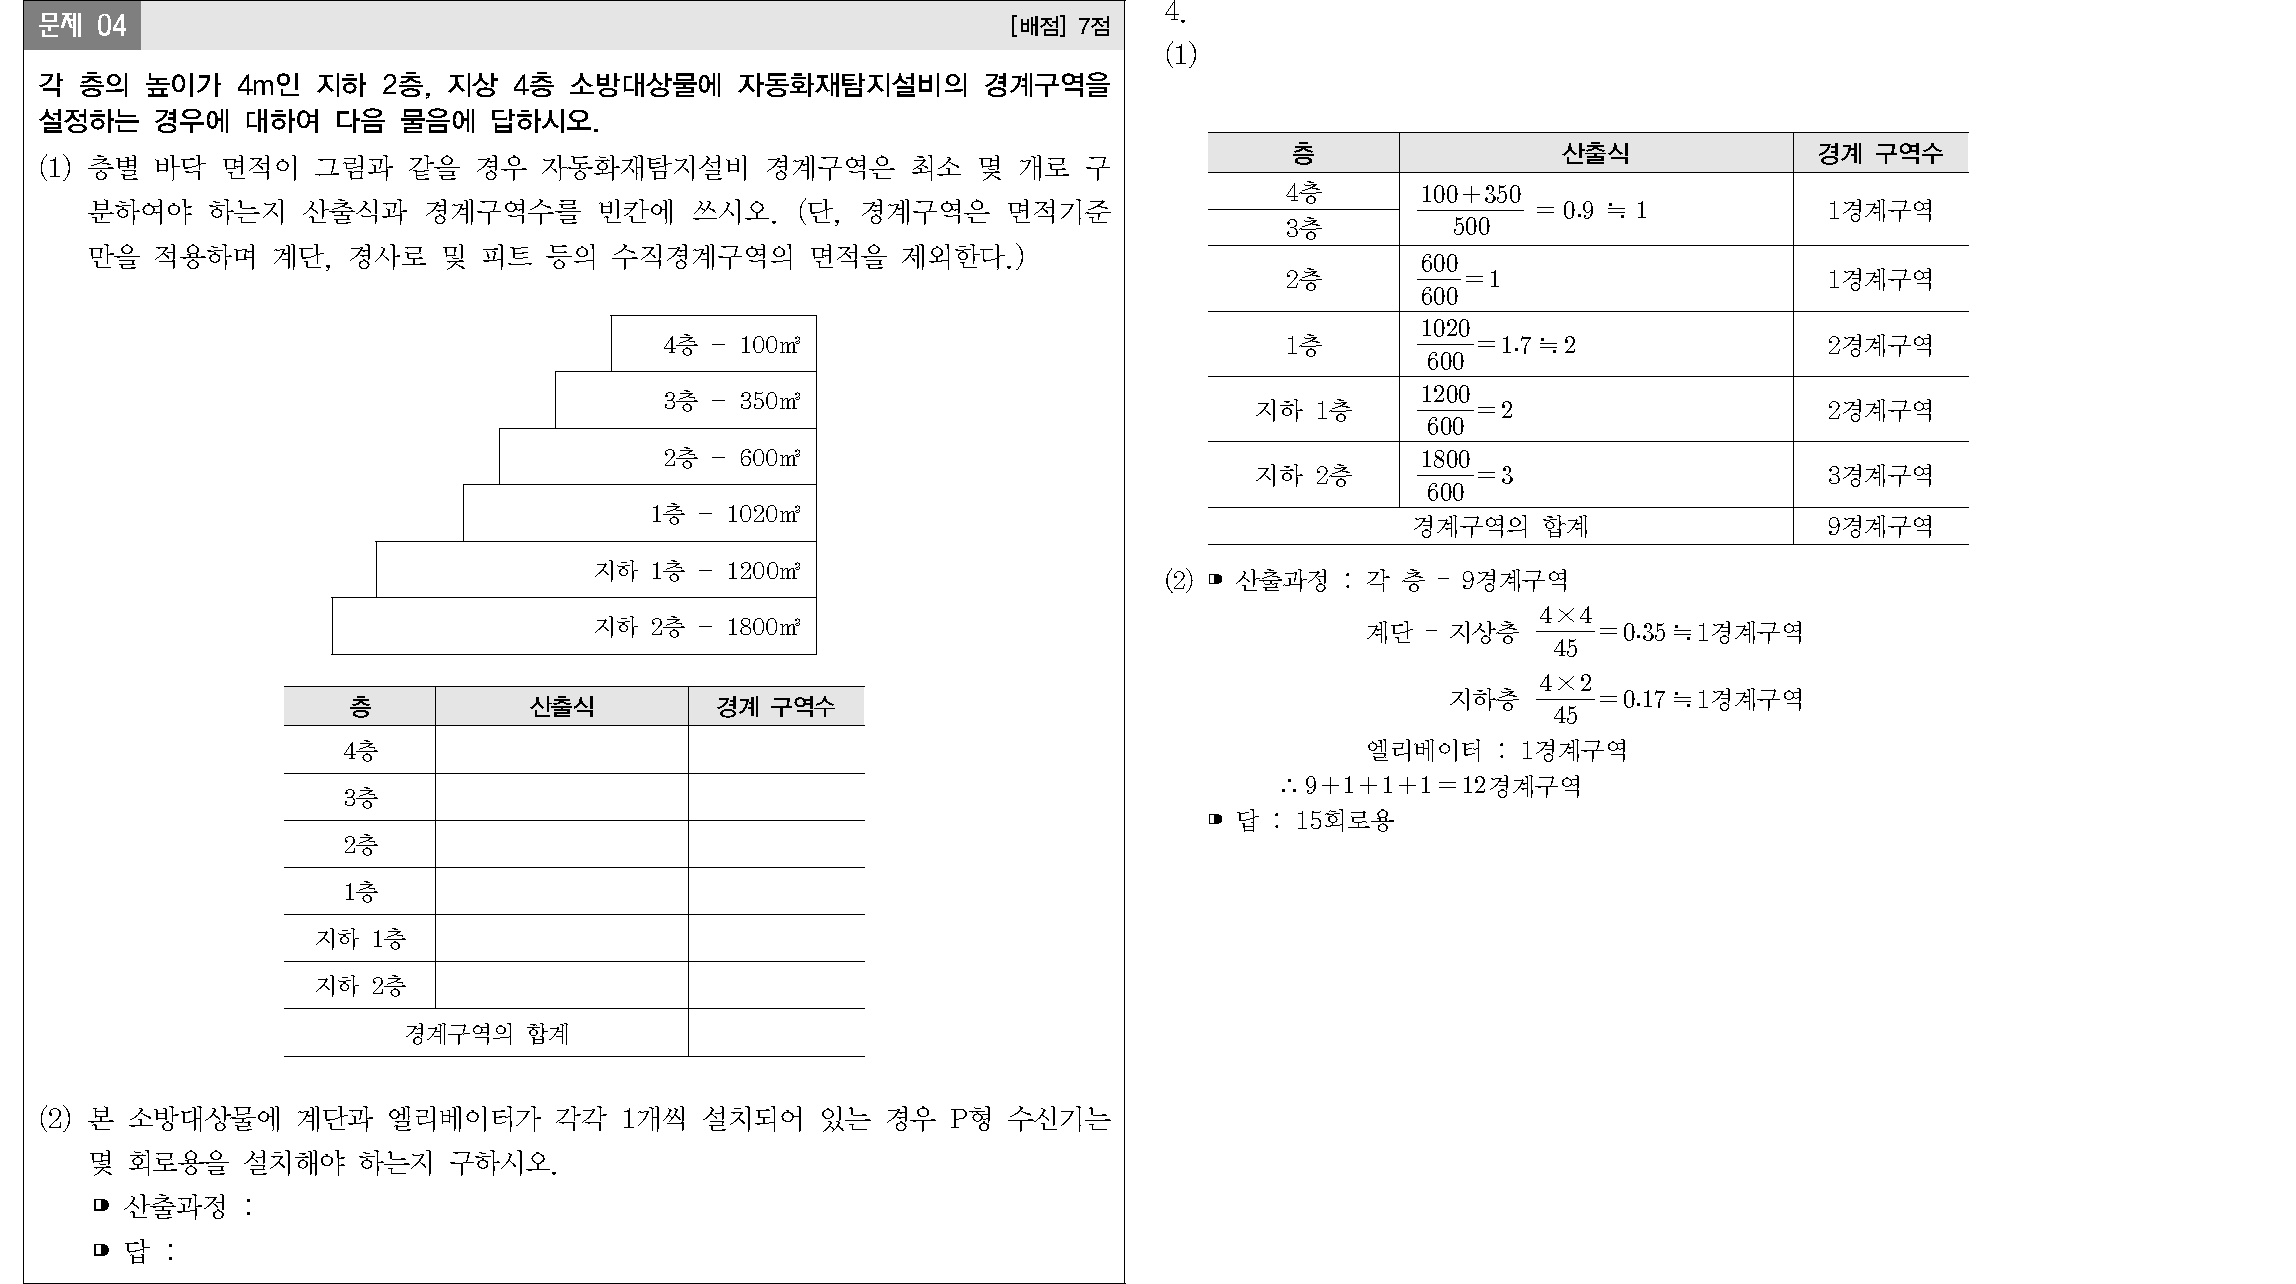 문제 04
[배점] 7점
각 층의 높이가 4m인 지하 2층, 지상 4층 소방대상물에 자동화재탐지설비의 경계구역을
설정하는 경우에 대하여 다음 물음에 답하시오.
(1) 층별 바닥 면적이 그림과 같을 경우 자동화재탐지설비 경계구역은 최소 몇 개로 구
분하여야 하는지 산출식과 경계구역수를 빈칸에 쓰시오. (단, 경계구역은 면적기준
만을 적용하며 계단, 경사로 및 피트 등의 수직경계구역의 면적을 제외한다.)
4층 - 100㎥
3층 - 350㎥
2층 - 600㎥
1층 - 1020㎥
지하 1층 - 1200㎥
지하 2층 - 1800㎥
층 산출식 경계 구역수
4층
3층
2층
1층
지하 1층
지하 2층
경계구역의 합계
(2) 본 소방대상물에 계단과 엘리베이터가 각각 1개씩 설치되어 있는 경우 P형 수신기는
몇 회로용을 설치해야 하는지 구하시오.
➠ 산출과정 :
➠ 답 :
4.
(1)
층 산출식 경계 구역수
4층
3층
100+350/500 = 0.9 ≒ 1 1경계구역
2층 600/600=1 1경계구역
1층 1020/600=1.7≒2 2경계구역
지하 1층 1200/600=2 2경계구역
지하 2층 1800/600=3 3경계구역
경계구역의 합계 9경계구역
(2) ➠ 산출과정 : 각 층 - 9경계구역
계단 - 지상층 4×4/45=0.35≒1경계구역
지하층 4×2/45=0.17≒1경계구역
엘리베이터 : 1경계구역
∴ 9+1+1+1=12경계구역
➠ 답 : 15회로용